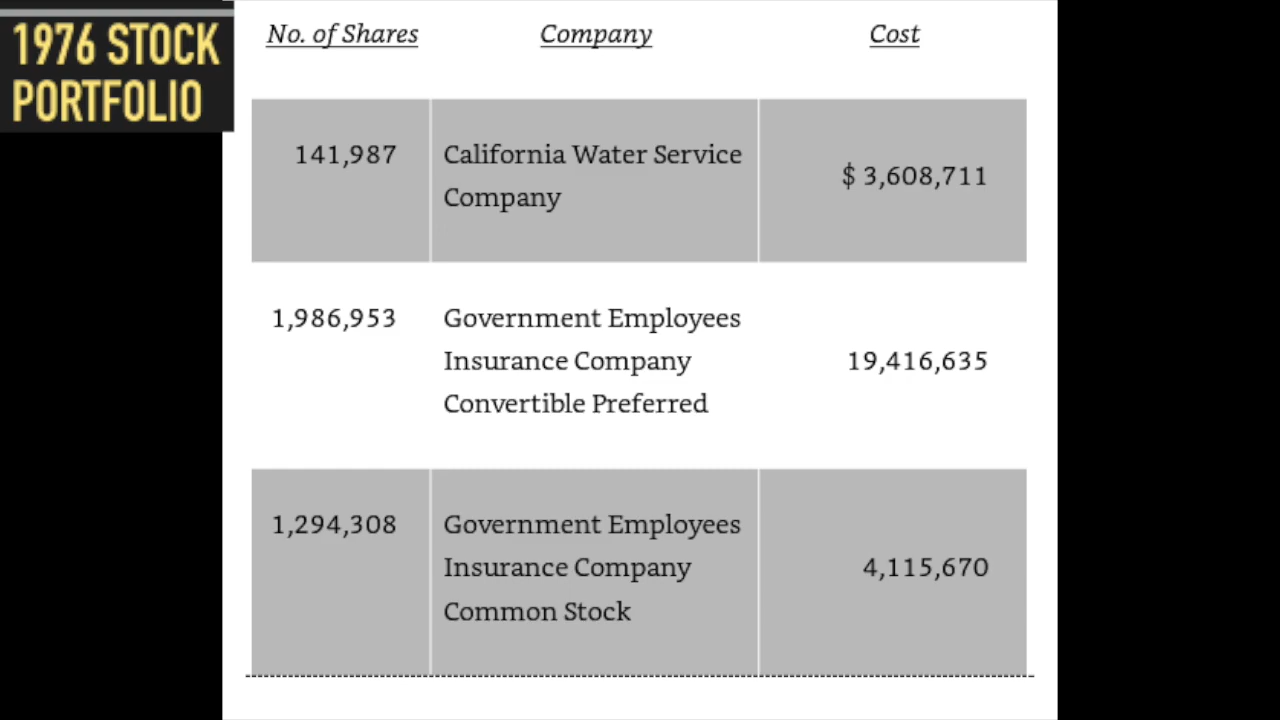 1976 STOCK
PORTFOLIO
No. of Shares Company Cost
141,987 California Water Service
Company
$ 3,608,711
1,986,953 Government Employees
Insurance Company 19,416,635
Convertible Preferred
1,294,308 Government Employees
Insurance Company 4,115,670
Common Stock